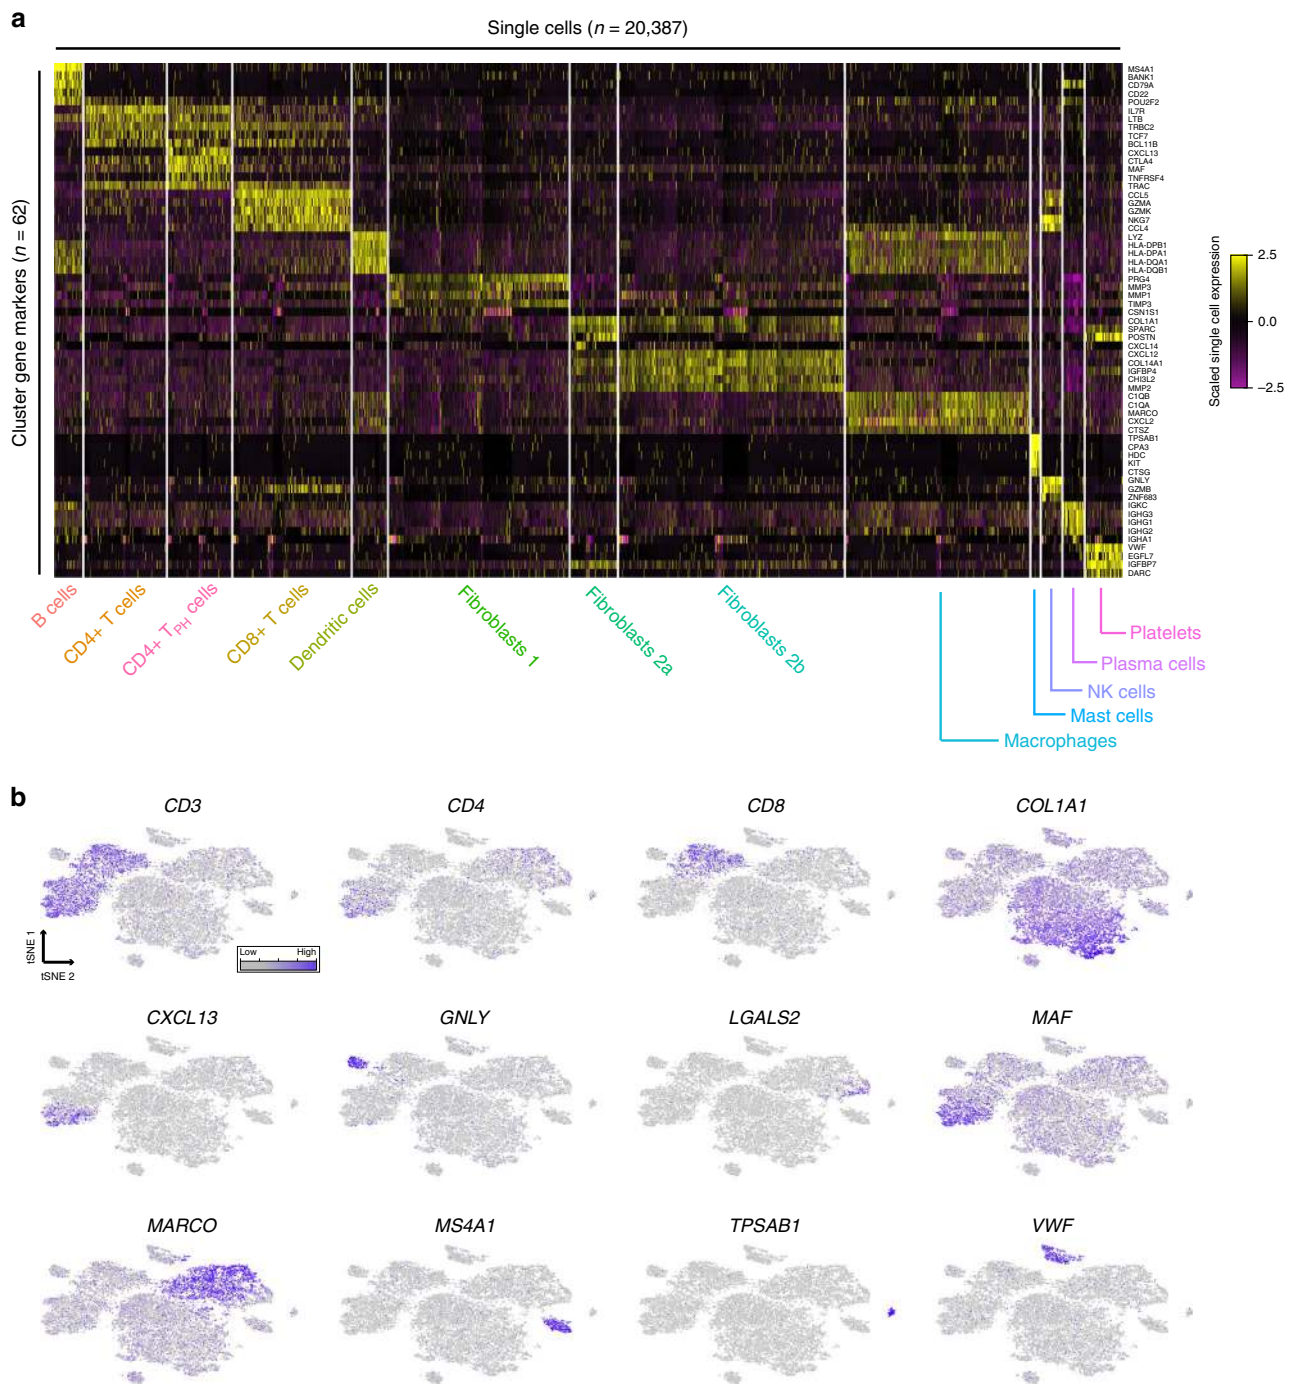 a
Single cells (n = 20,387)
Cluster gene markers (n = 62)
MS4A1
BANK1
CD79A
CD22
POU2F2
IL7R
LTB
TRBC2
TCF7
BCL11B
CXCL13
CTLA4
MAF
TNFRSF4
TRAC
CCL5
GZMA
GZMK
NKG7
CCL4
LYZ
HLA-DPB1
HLA-DPA1
HLA-DQA1
HLA-DQB1
PRG4
MMP3
MMP1
TIMP3
CSN1S1
COL1A1
SPARC
POSTN
CXCL14
CXCL12
COL14A1
IGFBP4
CHI3L2
MMP2
C1QB
C1QA
MARCO
CXCL2
CTSZ
TPSAB1
CPA3
HDC
KIT
CTSG
GNLY
GZMB
ZNF683
IGKC
IGHG3
IGHG1
IGHG2
IGHA1
VWF
EGFL7
IGFBP7
DARC
Scaled single cell expression
2.5
0.0
−2.5
B cells
CD4+ T cells
CD4+ TPH cells
CD8+ T cells
Dendritic cells
Fibroblasts 1
Fibroblasts 2a
Fibroblasts 2b
Platelets
Plasma cells
NK cells
Mast cells
Macrophages
b
CD3
CD4
CD8
COL1A1
tSNE 1
tSNE 2
Low High
CXCL13
GNLY
LGALS2
MAF
MARCO
MS4A1
TPSAB1
VWF